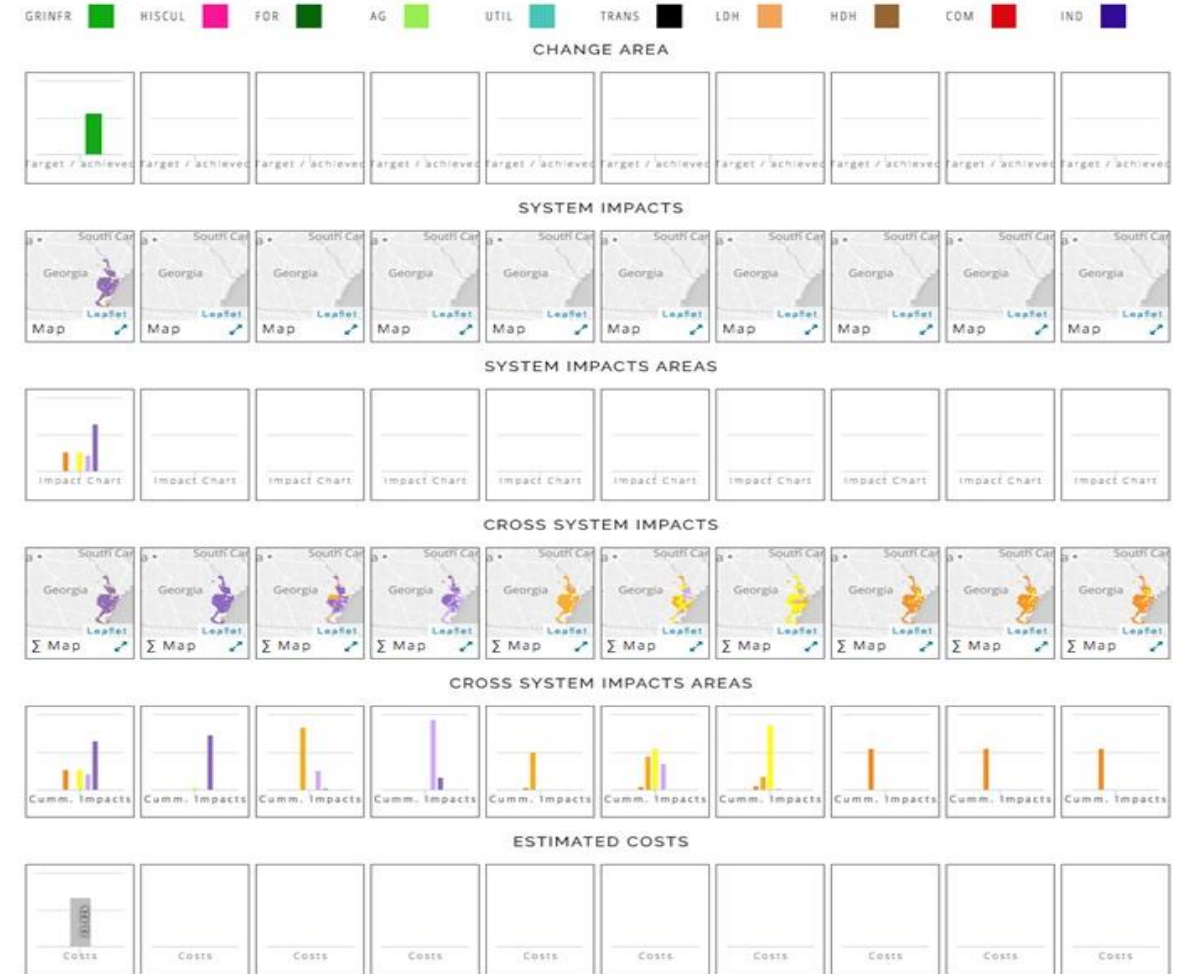 GRINFR HISCUL FOR AG UTIL TRANS LDH HDH COM IND
CHANGE AREA
Target / achieved Target / achieved Target / achieved Target / achieved Target / achieved Target / achieved Target / achieved Target / achieved Target / achieved Target / achieved
SYSTEM IMPACTS
a South Car a South Car a South Car a South Car a South Car a South Car a South Car a South Car a South Car a South Car
Georgia Georgia Georgia Georgia Georgia Georgia Georgia Georgia Georgia Georgia
Leaflet Leaflet Leaflet Leaflet Leaflet Leaflet Leaflet Leaflet Leaflet Leaflet
Map Map Map Map Map Map Map Map Map Map
SYSTEM IMPACTS AREAS
Impact Chart Impact Chart Impact Chart Impact Chart Impact Chart Impact Chart Impact Chart Impact Chart Impact Chart Impact Chart
CROSS SYSTEM IMPACTS
a South Car a South Car a South Car a South Car a South Car a South Car a South Car a South Car a South Car a South Car
Georgia Georgia Georgia Georgia Georgia Georgia Georgia Georgia Georgia Georgia
Leaflet Leaflet Leaflet Leaflet Leaflet Leaflet Leaflet Leaflet Leaflet Leaflet
∑ Map ∑ Map ∑ Map ∑ Map ∑ Map ∑ Map ∑ Map ∑ Map ∑ Map ∑ Map
CROSS SYSTEM IMPACTS AREAS
Cumm. Impacts Cumm. Impacts Cumm. Impacts Cumm. Impacts Cumm. Impacts Cumm. Impacts Cumm. Impacts Cumm. Impacts Cumm. Impacts Cumm. Impacts
ESTIMATED COSTS
Costs Costs Costs Costs Costs Costs Costs Costs Costs Costs